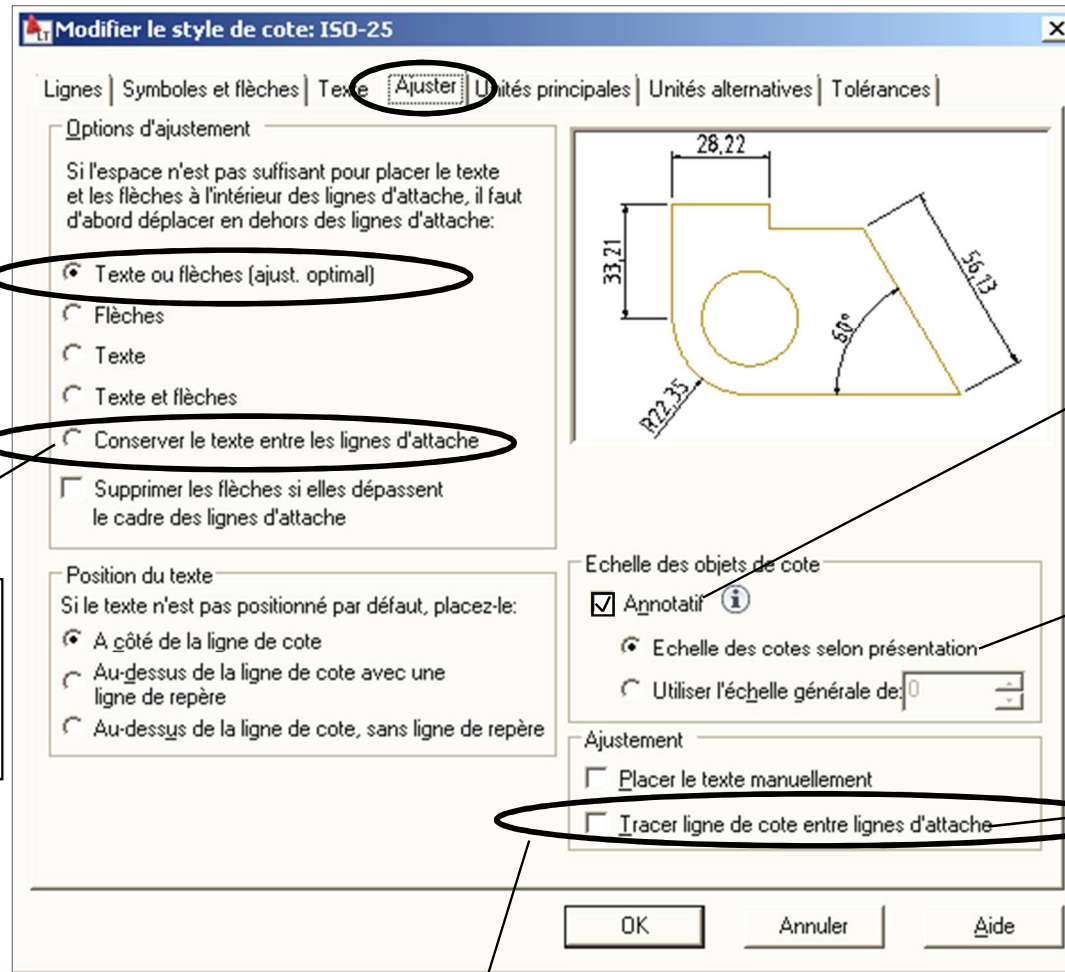 LT Modifier le style de cote: ISO-25
Lignes Symboles et flèches Texte Ajuster Unités principales Unités alternatives Tolérances
Options d'ajustement
Si l'espace n'est pas suffisant pour placer le texte
et les flèches à l'intérieur des lignes d'attache, il faut
d'abord déplacer en dehors des lignes d'attache:
Texte ou flèches (ajust. optimal)
Flèches
Texte
Texte et flèches
Conserver le texte entre les lignes d'attache
Supprimer les flèches si elles dépassent
le cadre des lignes d'attache
Position du texte
Si le texte n'est pas positionné par défaut, placez-le:
A côté de la ligne de cote
Au-dessus de la ligne de cote avec une
ligne de repère
Au-dessus de la ligne de cote, sans ligne de repère
28,22
33,21
56,13
60°
R22,35
Echelle des objets de cote
Annotatif
Echelle des cotes selon présentation
Utiliser l'échelle générale de: 0
Ajustement
Placer le texte manuellement
Tracer ligne de cote entre lignes d'attache
OK Annuler Aide